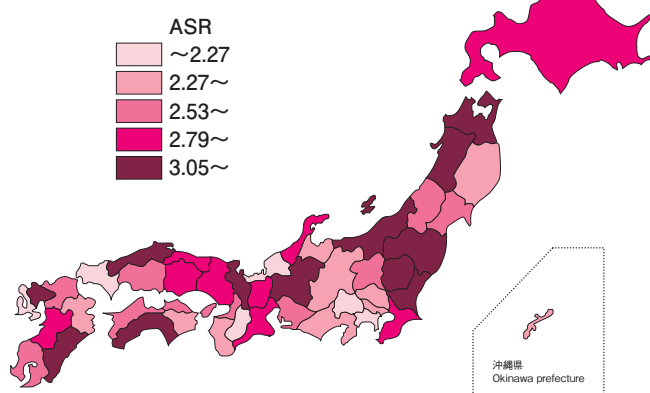 ASR
～2.27
2.27～
2.53～
2.79～
3.05～
沖縄県
Okinawa prefecture